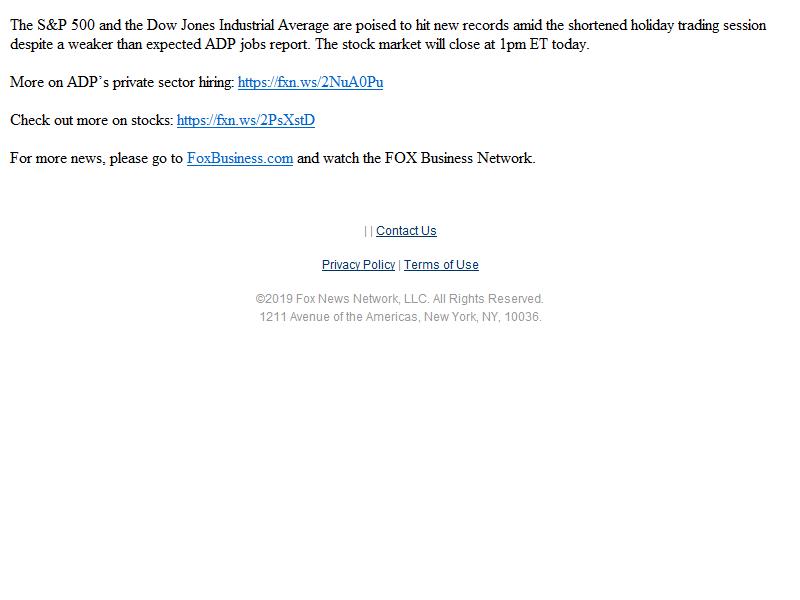 The S&P 500 and the Dow Jones Industrial Average are poised to hit new records amid the shortened holiday trading session
despite a weaker than expected ADP jobs report. The stock market will close at 1pm ET today.
More on ADP’s private sector hiring: https://fxn.ws/2NuA0Pu
Check out more on stocks: https://fxn.ws/2PsXstD
For more news, please go to FoxBusiness.com and watch the FOX Business Network.
| | Contact Us
Privacy Policy | Terms of Use
©2019 Fox News Network, LLC. All Rights Reserved.
1211 Avenue of the Americas, New York, NY, 10036.